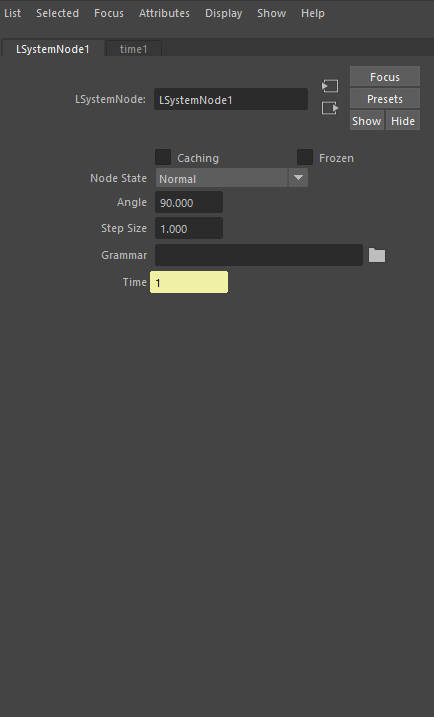 List Selected Focus Attributes Display Show Help
LSystemNode1 time1
Focus
LSystemNode: LSystemNode1
Presets
Show Hide
Caching Frozen
Node State Normal
Angle 90.000
Step Size 1.000
Grammar
Time 1